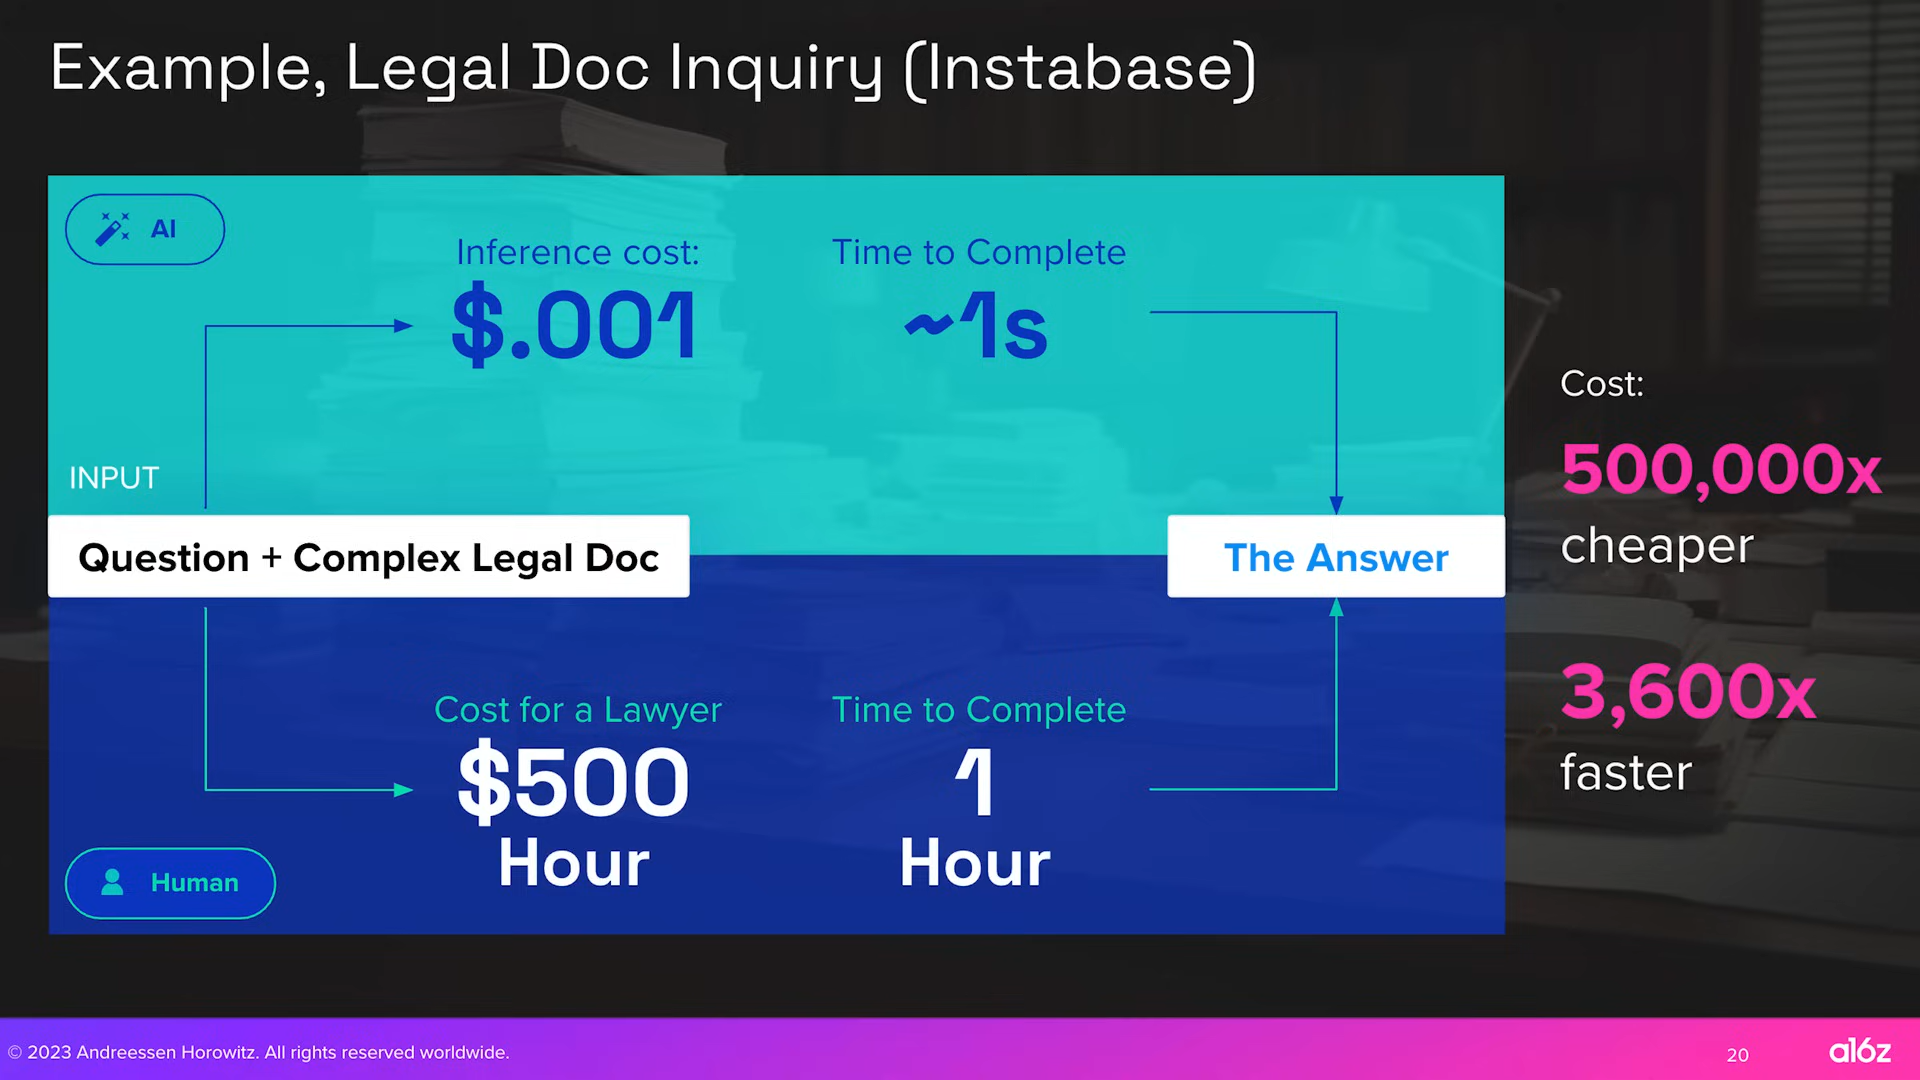 Example, Legal Doc Inquiry (Instabase)
AI
Inference cost:
$.001
Time to Complete
~1s
INPUT
Question + Complex Legal Doc
The Answer
Cost for a Lawyer
$500
Hour
Time to Complete
1
Hour
Human
Cost:
500,000x
cheaper
3,600x
faster
© 2023 Andreessen Horowitz. All rights reserved worldwide.
20
a16z